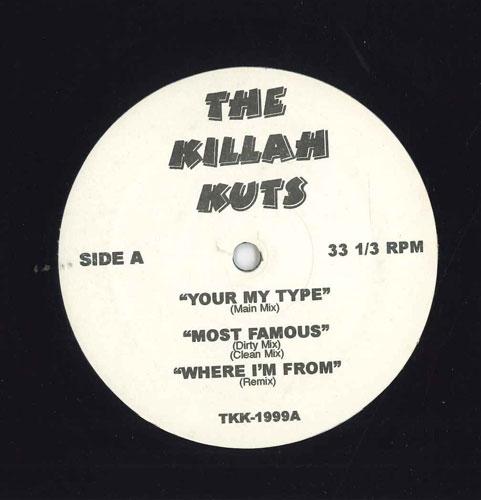 THE
KILLAH
KUTS
SIDE A
33 1/3 RPM
“YOUR MY TYPE”
(Main Mix)
“MOST FAMOUS”
(Dirty Mix)
(Clean Mix)
“WHERE I’M FROM”
(Remix)
TKK-1999A